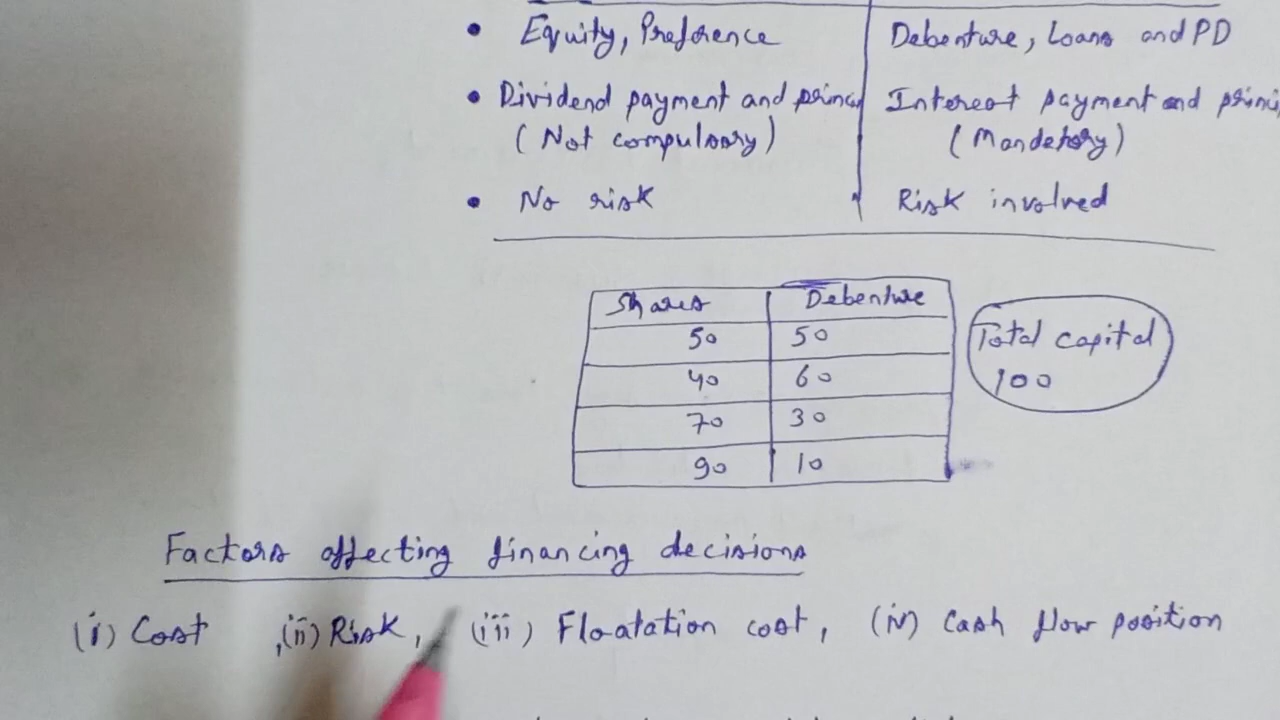 • Equity, Preference Debenture, Loans and PD
• Dividend payment and princi Interest payment and princi
(Not compulsory) (Mandetory)
• No risk Risk involved
Shares Debenture
50 50
40 60
70 30
90 10
Total capital
100
Factors affecting financing decisions
(i) Cost ,(ii) Risk, (iii) Floatation cost, (iv) Cash flow position